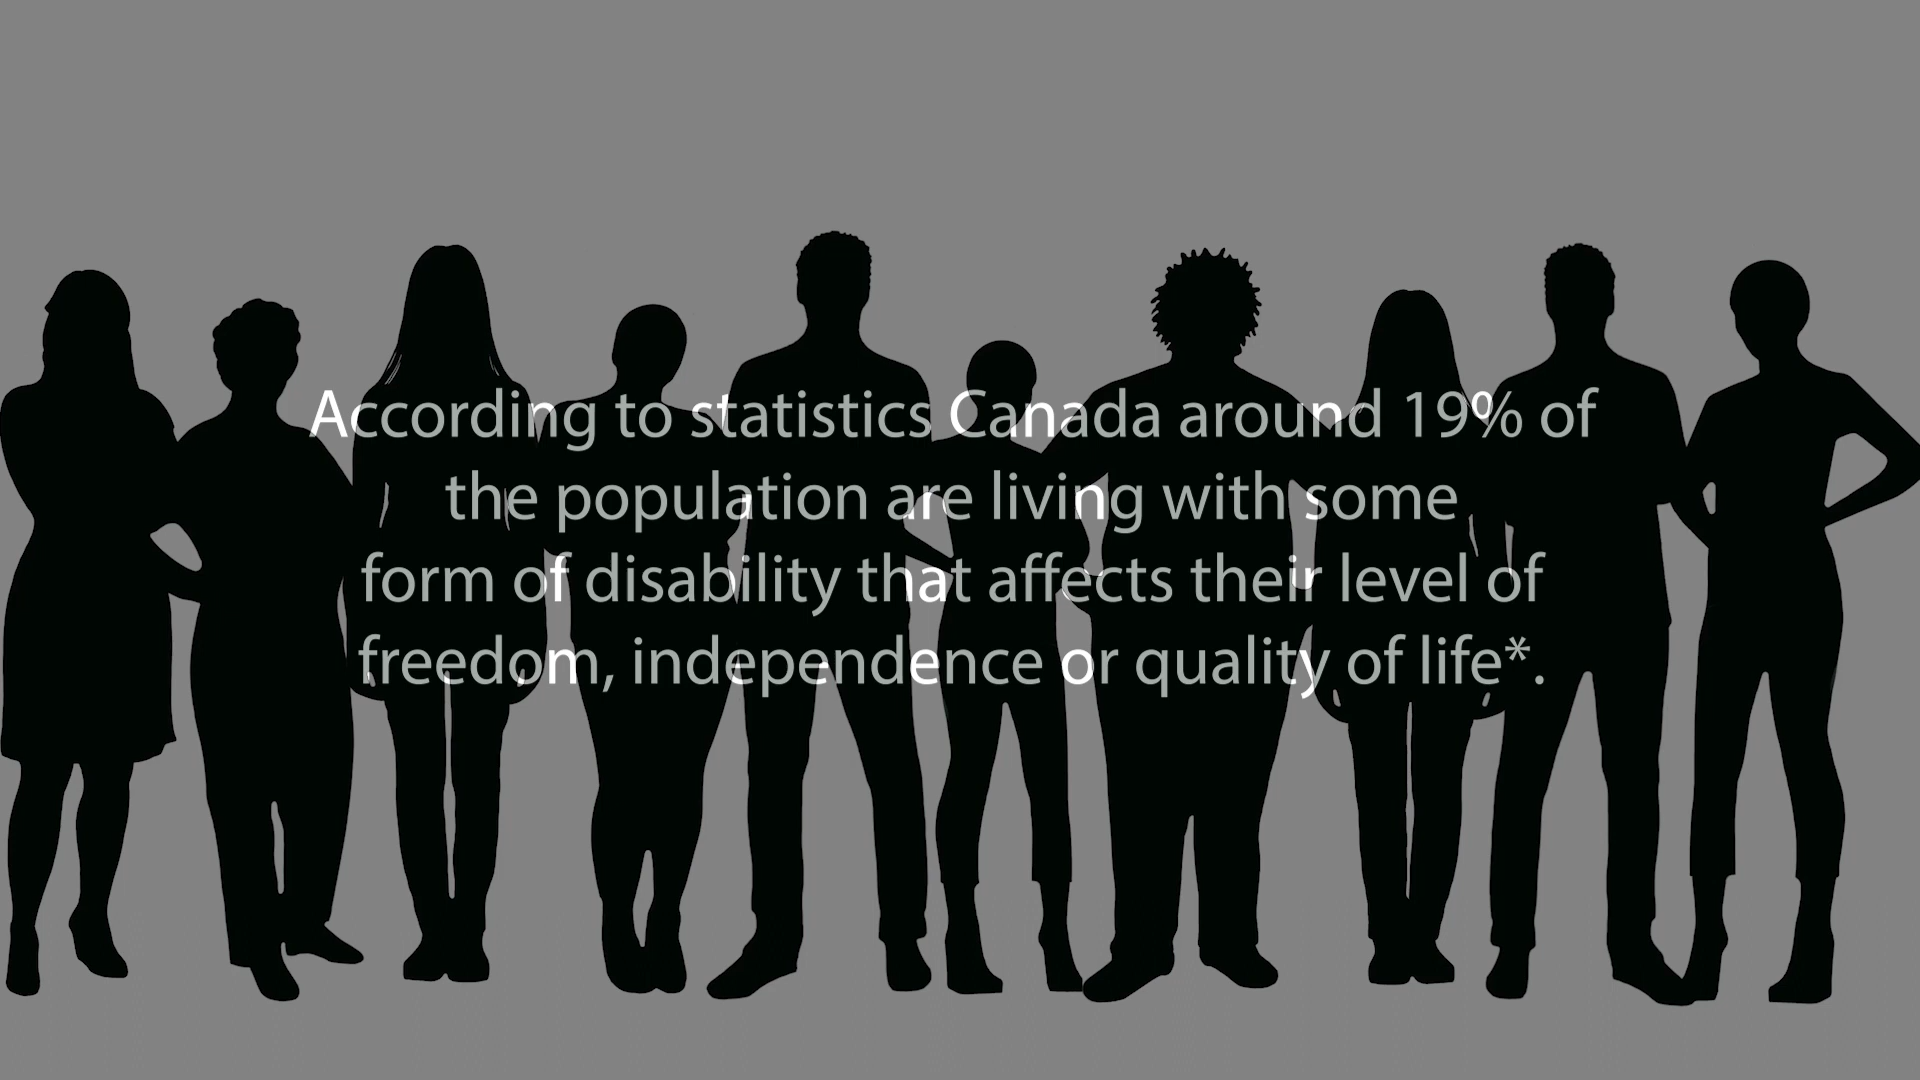 According to statistics Canada around 19% of
the population are living with some
form of disability that affects their level of
freedom, independence or quality of life*.